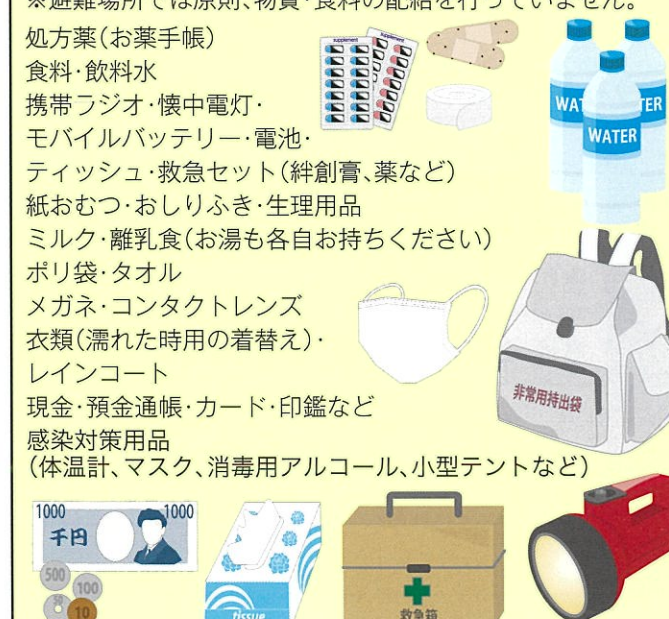 ※避難場所では原則、物資・食料の配給を行っていません。
処方薬(お薬手帳)
食料・飲料水
携帯ラジオ・懐中電灯・
モバイルバッテリー・電池・
ティッシュ・救急セット(絆創膏、薬など)
紙おむつ・おしりふき・生理用品
ミルク・離乳食(お湯も各自お持ちください)
ポリ袋・タオル
メガネ・コンタクトレンズ
衣類(濡れた時用の着替え)・
レインコート
現金・預金通帳・カード・印鑑など
感染対策用品
(体温計、マスク、消毒用アルコール、小型テントなど)
supplement
supplement
WAT
TER
WATER
非常用持出袋
1000
1000
千円
500
100
50
10
tissue
救急箱